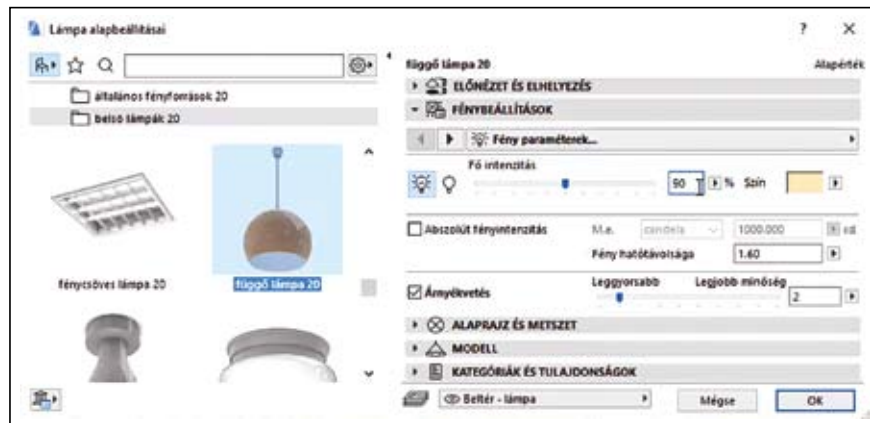 Lámpa alapbeállításai
? ×
általános fényforrások 20
belső lámpák 20
fénycsöves lámpa 20
függő lámpa 20
függő lámpa 20
Alapérték
ELŐNÉZET ÉS ELHELYEZÉS
FÉNYBEÁLLÍTÁSOK
Fény paraméterek...
Fő intenzitás
90 % Szín
Abszolút fényintenzitás M.e. candela 1000.000 cd
Fény hatótávolsága 1.60
Árnyékvetés Leggyorsabb Legjobb minőség 2
ALAPRAJZ ÉS METSZET
MODELL
KATEGÓRIÁK ÉS TULAJDONSÁGOK
Beltér - lámpa Mégse OK